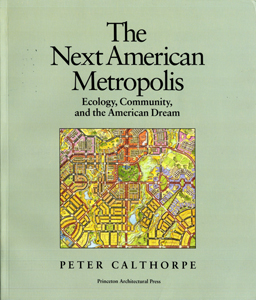 The
Next American
Metropolis
Ecology, Community,
and the American Dream
PETER CALTHORPE
Princeton Architectural Press